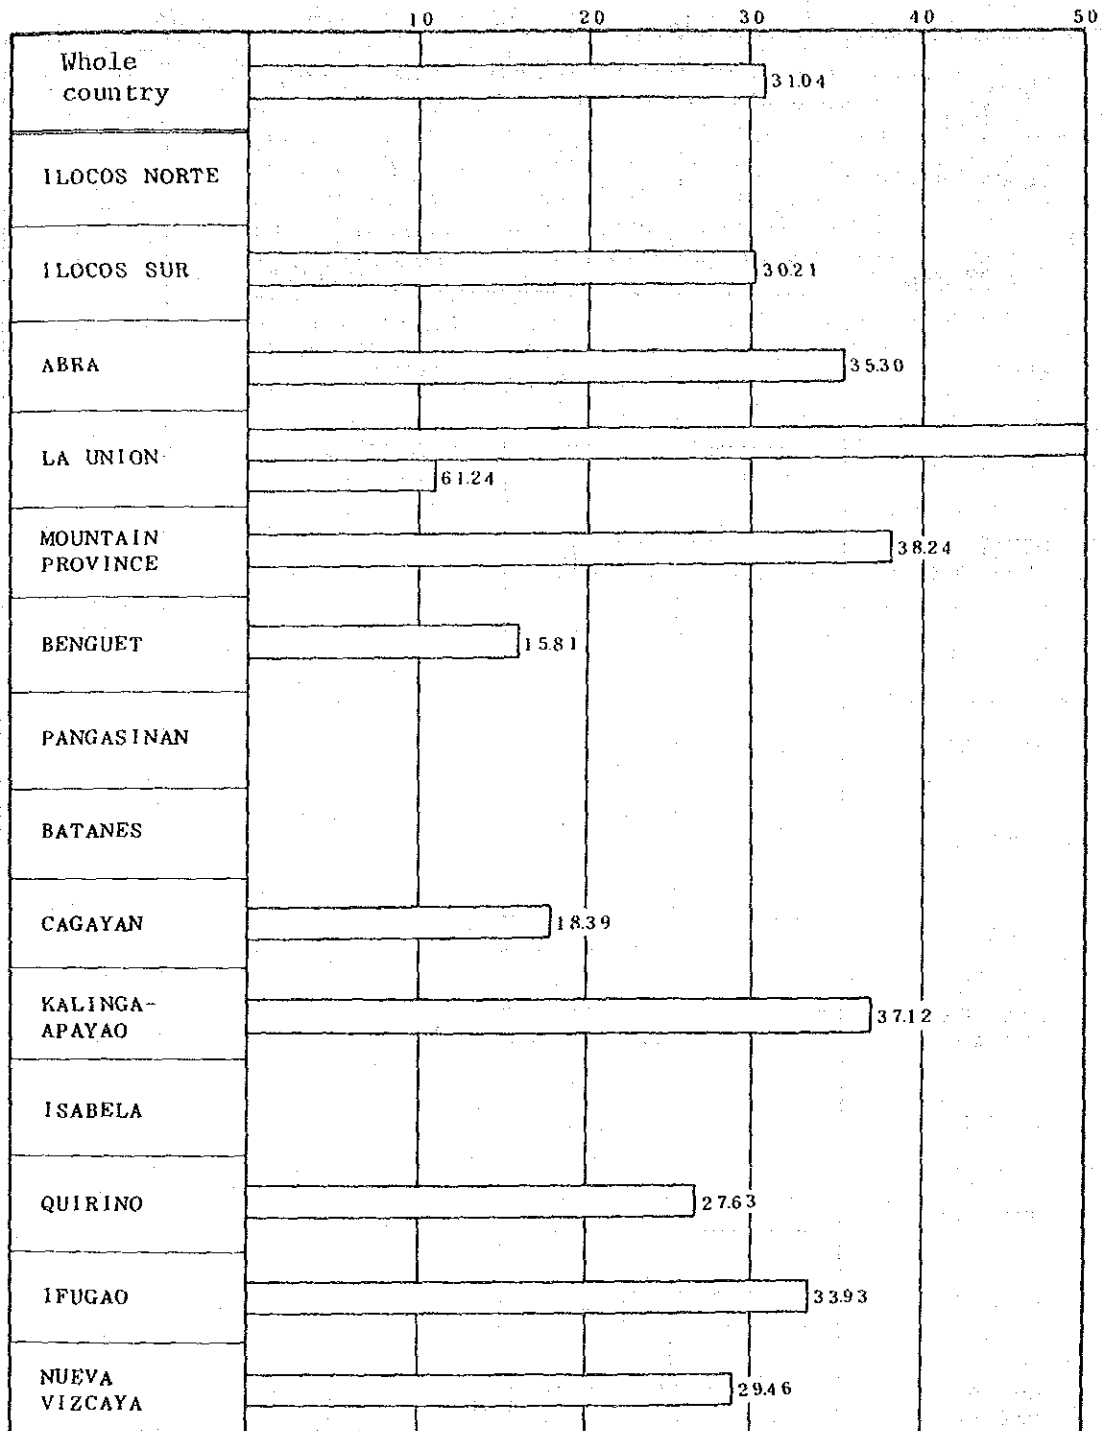 10 20 30 40 50
Whole
country
31.04
ILOCOS NORTE
ILOCOS SUR
30.21
ABRA
35.30
LA UNION
61.24
MOUNTAIN
PROVINCE
38.24
BENGUET
15.81
PANGASINAN
BATANES
CAGAYAN
18.39
KALINGA-
APAYAO
37.12
ISABELA
QUIRINO
27.63
IFUGAO
33.93
NUEVA
VIZCAYA
29.46